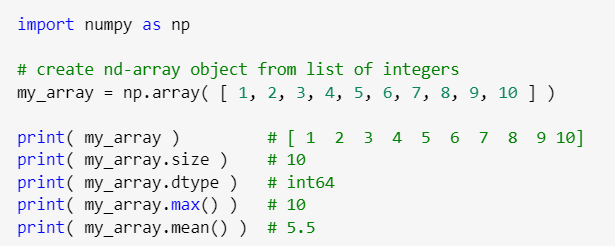 import numpy as np
# create nd-array object from list of integers
my_array = np.array( [ 1, 2, 3, 4, 5, 6, 7, 8, 9, 10 ] )
print( my_array )         # [ 1  2  3  4  5  6  7  8  9 10]
print( my_array.size )    # 10
print( my_array.dtype )   # int64
print( my_array.max() )   # 10
print( my_array.mean() )  # 5.5